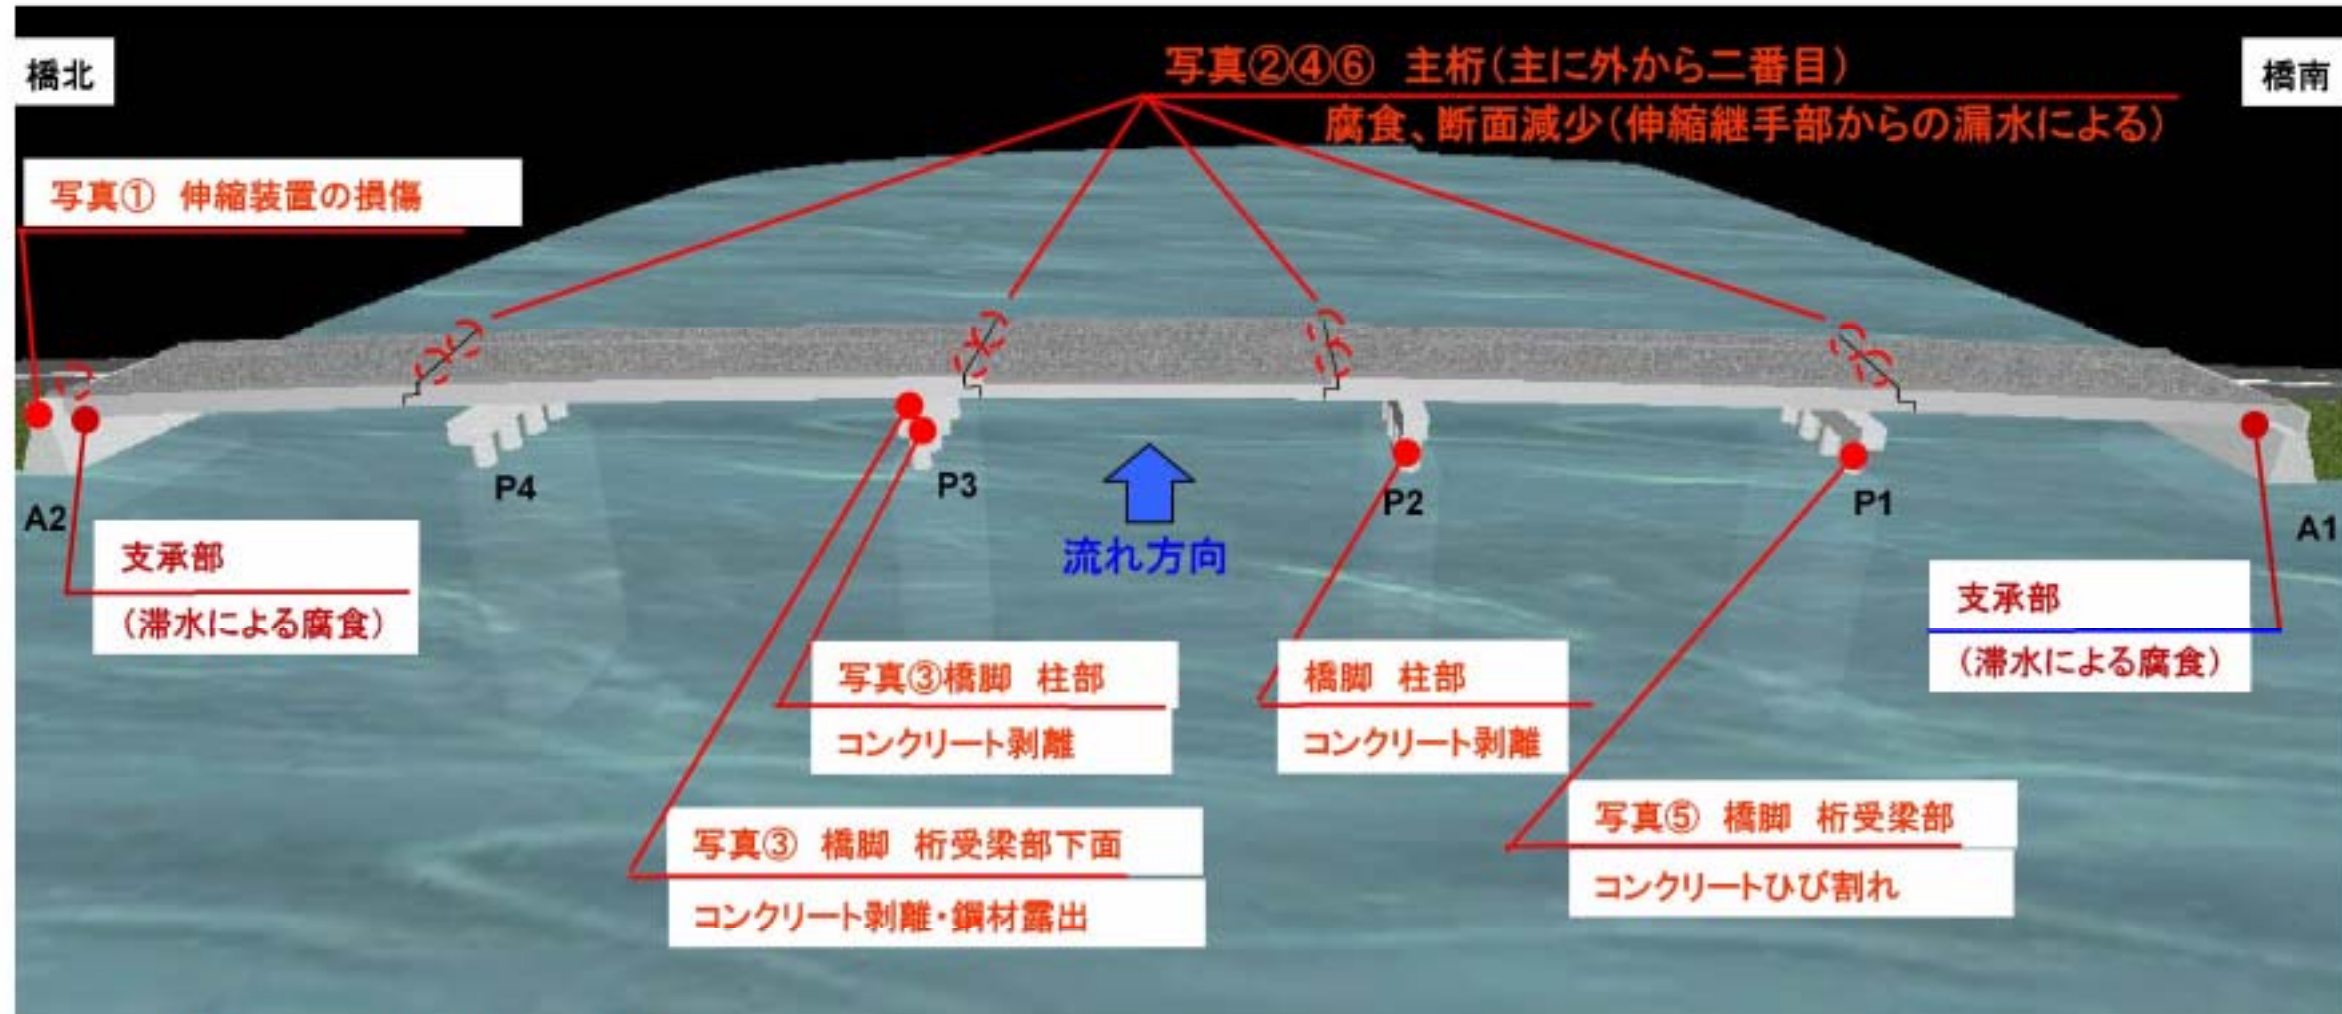 橋北
写真②④⑥ 主桁(主に外から二番目)
腐食、断面減少(伸縮継手部からの漏水による)
橋南
写真① 伸縮装置の損傷
A2
P4
P3
P2
P1
A1
流れ方向
支承部
(滞水による腐食)
写真③橋脚 柱部
コンクリート剥離
橋脚 柱部
コンクリート剥離
支承部
(滞水による腐食)
写真③ 橋脚 桁受梁部下面
コンクリート剥離・鋼材露出
写真⑤ 橋脚 桁受梁部
コンクリートひび割れ